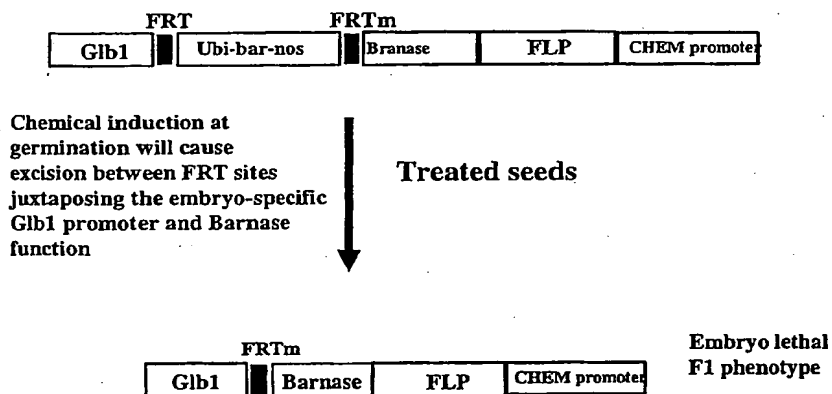 FRT FRTm
Glb1 Ubi-bar-nos Branase FLP CHEM promoter
Chemical induction at
germination will cause
excision between FRT sites
juxtaposing the embryo-specific
Glb1 promoter and Barnase
function
Treated seeds
FRTm
Glb1 Barnase FLP CHEM promoter
Embryo lethal
F1 phenotype